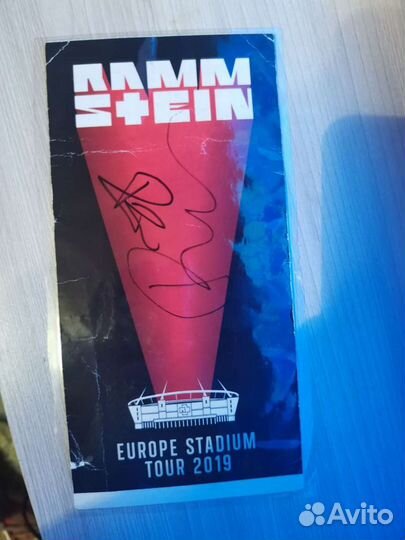 RAMM
STEIN
EUROPE STADIUM
TOUR 2019
Avito